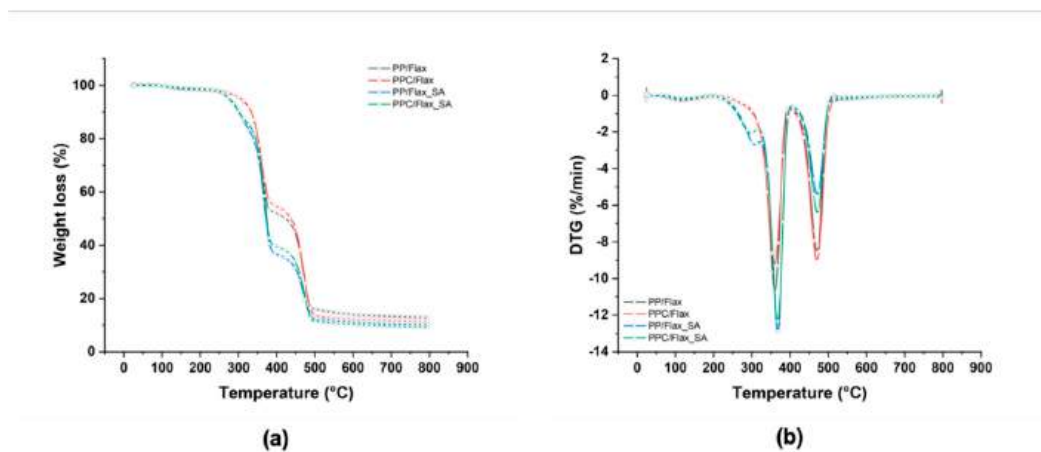 PP/Flax
PPC/Flax
PP/Flax_SA
PPC/Flax_SA
100
80
60
40
20
0
Weight loss (%)
0 100 200 300 400 500 600 700 800 900
Temperature (°C)
(a)
2
0
-2
-4
-6
-8
-10
-12
-14
DTG (%/min)
PP/Flax
PPC/Flax
PP/Flax_SA
PPC/Flax_SA
0 100 200 300 400 500 600 700 800 900
Temperature (°C)
(b)